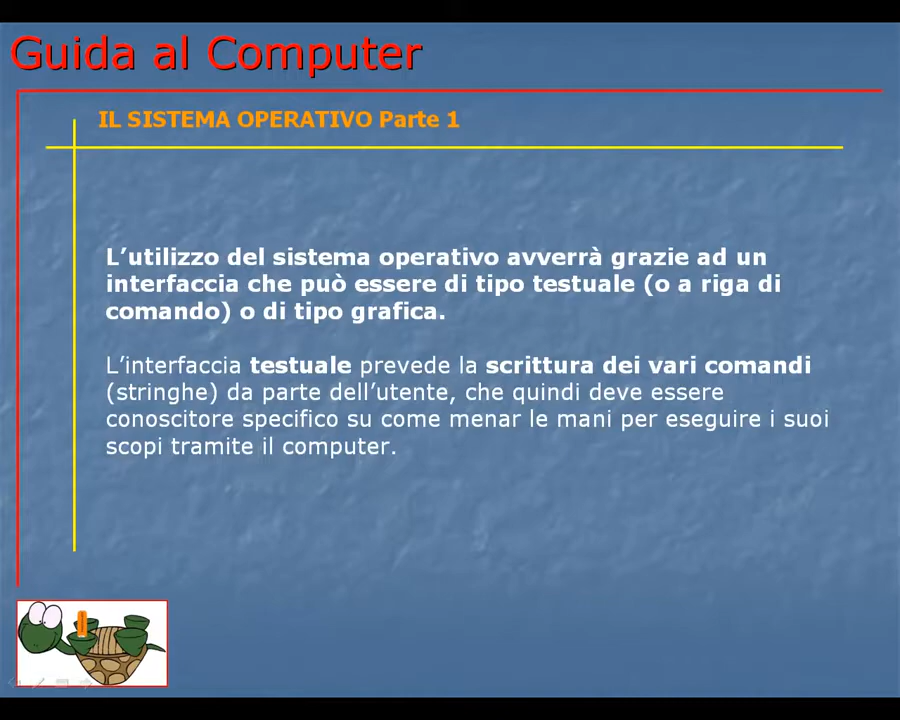 Guida al Computer
IL SISTEMA OPERATIVO Parte 1
L’utilizzo del sistema operativo avverrà grazie ad un
interfaccia che può essere di tipo testuale (o a riga di
comando) o di tipo grafica.
L’interfaccia testuale prevede la scrittura dei vari comandi
(stringhe) da parte dell’utente, che quindi deve essere
conoscitore specifico su come menar le mani per eseguire i suoi
scopi tramite il computer.